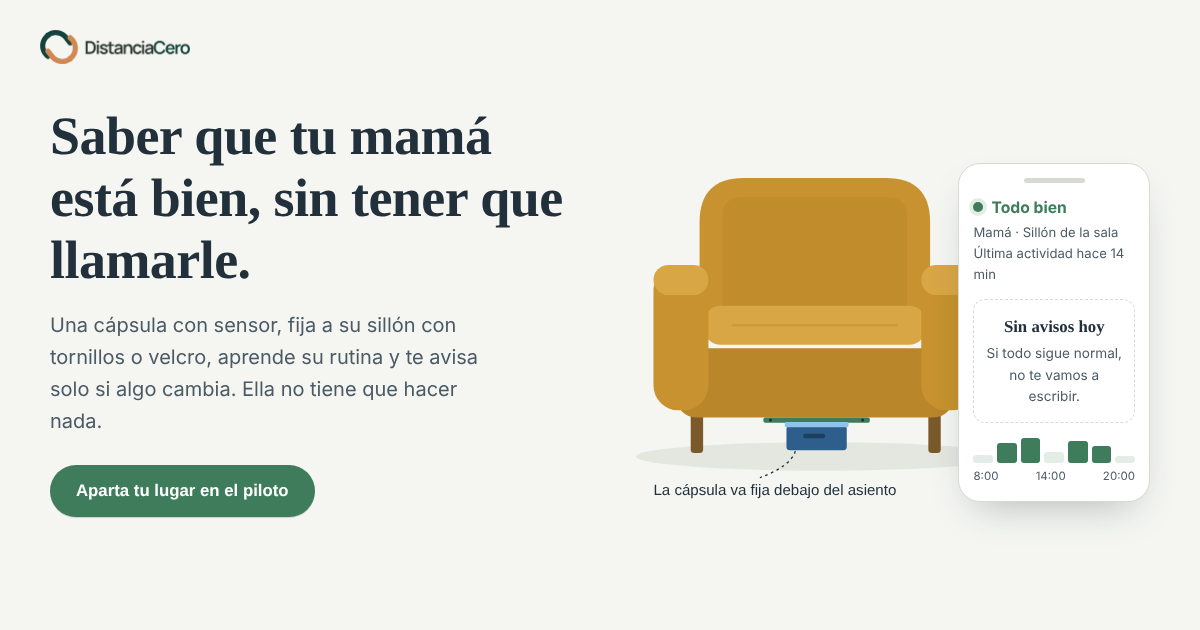 DistanciaCero
Saber que tu mamá
está bien, sin tener que
llamarle.
Una cápsula con sensor, fija a su sillón con
tornillos o velcro, aprende su rutina y te avisa
solo si algo cambia. Ella no tiene que hacer
nada.
Aparta tu lugar en el piloto
La cápsula va fija debajo del asiento
Todo bien
Mamá · Sillón de la sala
Última actividad hace 14
min
Sin avisos hoy
Si todo sigue normal,
no te vamos a
escribir.
8:00 14:00 20:00